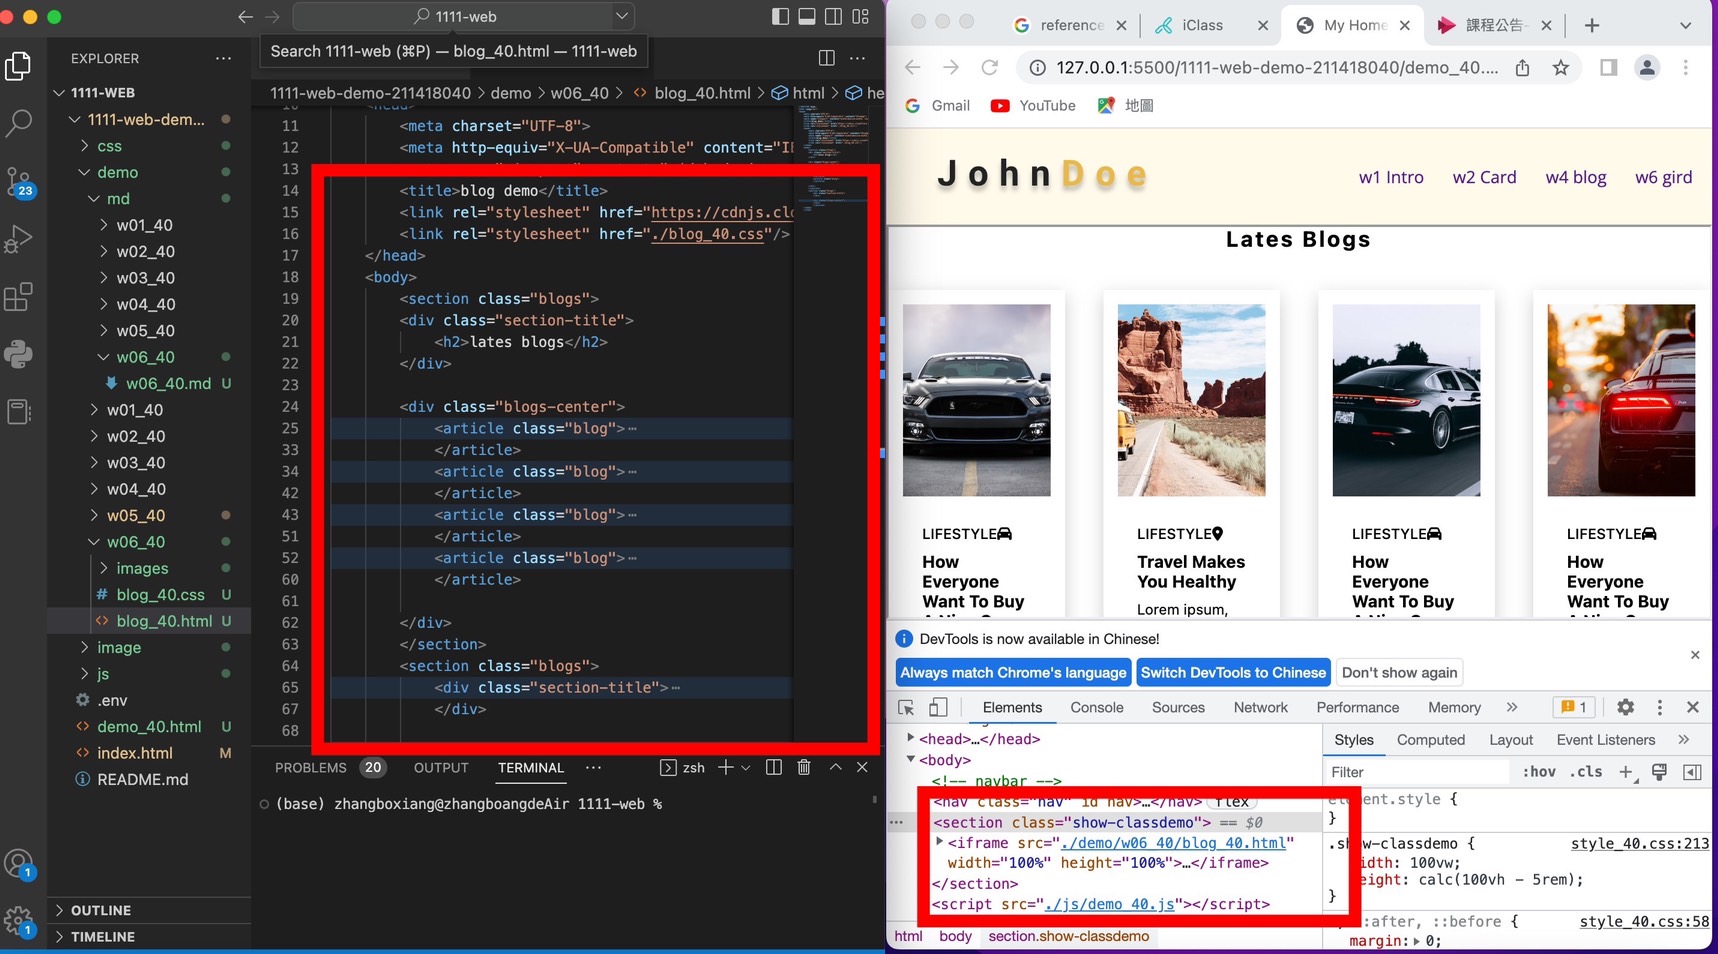 1111-web
Search 1111-web (⌘P) — blog_40.html — 1111-web
EXPLORER
1111-WEB
1111-web-dem...
css
demo
md
w01_40
w02_40
w03_40
w04_40
w05_40
w06_40
w06_40.md U
w01_40
w02_40
w03_40
w04_40
w05_40
w06_40
images
# blog_40.css U
<> blog_40.html U
image
js
.env
<> demo_40.html U
<> index.html M
README.md
OUTLINE
TIMELINE
23
1
1
1111-web-demo-211418040 > demo > w06_40 > <> blog_40.html > html > he
10 <head>
11 <meta charset="UTF-8">
12 <meta http-equiv="X-UA-Compatible" content="IE
13
14 <title>blog demo</title>
15 <link rel="stylesheet" href="https://cdnjs.clo
16 <link rel="stylesheet" href="./blog_40.css"/>
17 </head>
18 <body>
19 <section class="blogs">
20 <div class="section-title">
21 <h2>lates blogs</h2>
22 </div>
23
24 <div class="blogs-center">
25 <article class="blog">⋯
33 </article>
34 <article class="blog">⋯
42 </article>
43 <article class="blog">⋯
51 </article>
52 <article class="blog">⋯
60 </article>
61
62 </div>
63 </section>
64 <section class="blogs">
65 <div class="section-title">⋯
67 </div>
68
PROBLEMS 20 OUTPUT TERMINAL ⋯ zsh
(base) zhangboxiang@zhangboangdeAir 1111-web %
reference
iClass
My Home
課程公告-
127.0.0.1:5500/1111-web-demo-211418040/demo_40....
Gmail YouTube 地圖
JohnDoe
w1 Intro w2 Card w4 blog w6 gird
Lates Blogs
LIFESTYLE
How
Everyone
Want To Buy
LIFESTYLE
Travel Makes
You Healthy
Lorem ipsum,
LIFESTYLE
How
Everyone
Want To Buy
LIFESTYLE
How
Everyone
Want To Buy
DevTools is now available in Chinese!
Always match Chrome's language Switch DevTools to Chinese Don't show again
Elements Console Sources Network Performance Memory » 1
<head>…</head>
<body>
<!-- navbar -->
<nav class="nav" id nav>…</nav> flex
<section class="show-classdemo"> == $0
<iframe src="./demo/w06_40/blog_40.html"
width="100%" height="100%">…</iframe>
</section>
<script src="./js/demo_40.js"></script>
html body section.show-classdemo
Styles Computed Layout Event Listeners »
Filter :hov .cls +
element.style {
}
.show-classdemo { style_40.css:213
width: 100vw;
height: calc(100vh - 5rem);
}
::after, ::before { style_40.css:58
margin: 0;